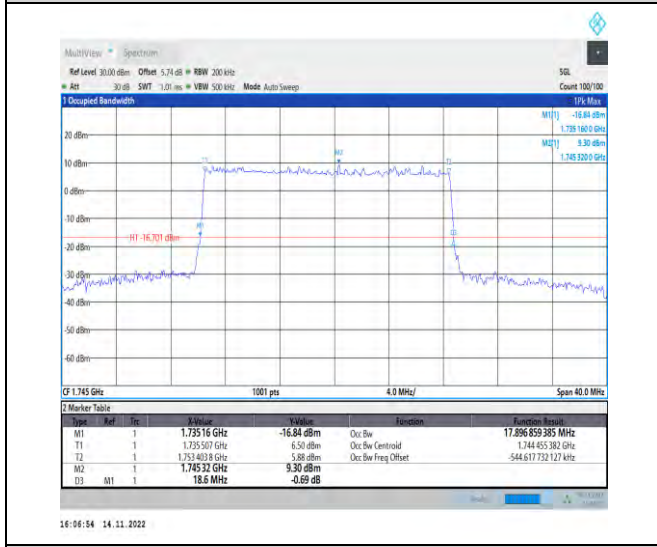 MultiView Spectrum
Ref Level 30.00 dBm Offset 5.74 dB RBW 200 kHz SGL
Att 30 dB SWT 1.01 ms VBW 500 kHz Mode Auto Sweep Count 100/100
1 Occupied Bandwidth 1Pk Max
M1[1] -16.84 dBm
1.735 160 0 GHz
M2[1] 9.30 dBm
1.745 320 0 GHz
20 dBm
M2
T1 T2
10 dBm
0 dBm
-10 dBm
M1
D3
H1 -16.701 dBm
-20 dBm
-30 dBm
-40 dBm
-50 dBm
-60 dBm
CF 1.745 GHz 1001 pts 4.0 MHz/ Span 40.0 MHz
2 Marker Table
Type Ref Trc X-Value Y-Value Function Function Result
M1 1 1.73516 GHz -16.84 dBm Occ Bw 17.896 859 385 MHz
T1 1 1.735507 GHz 6.50 dBm Occ Bw Centroid 1.744 455 382 GHz
T2 1 1.753 403 8 GHz 5.88 dBm Occ Bw Freq Offset -544.617 732 127 kHz
M2 1 1.74532 GHz 9.30 dBm
D3 M1 1 18.6 MHz -0.69 dB
16:06:54 14.11.2022